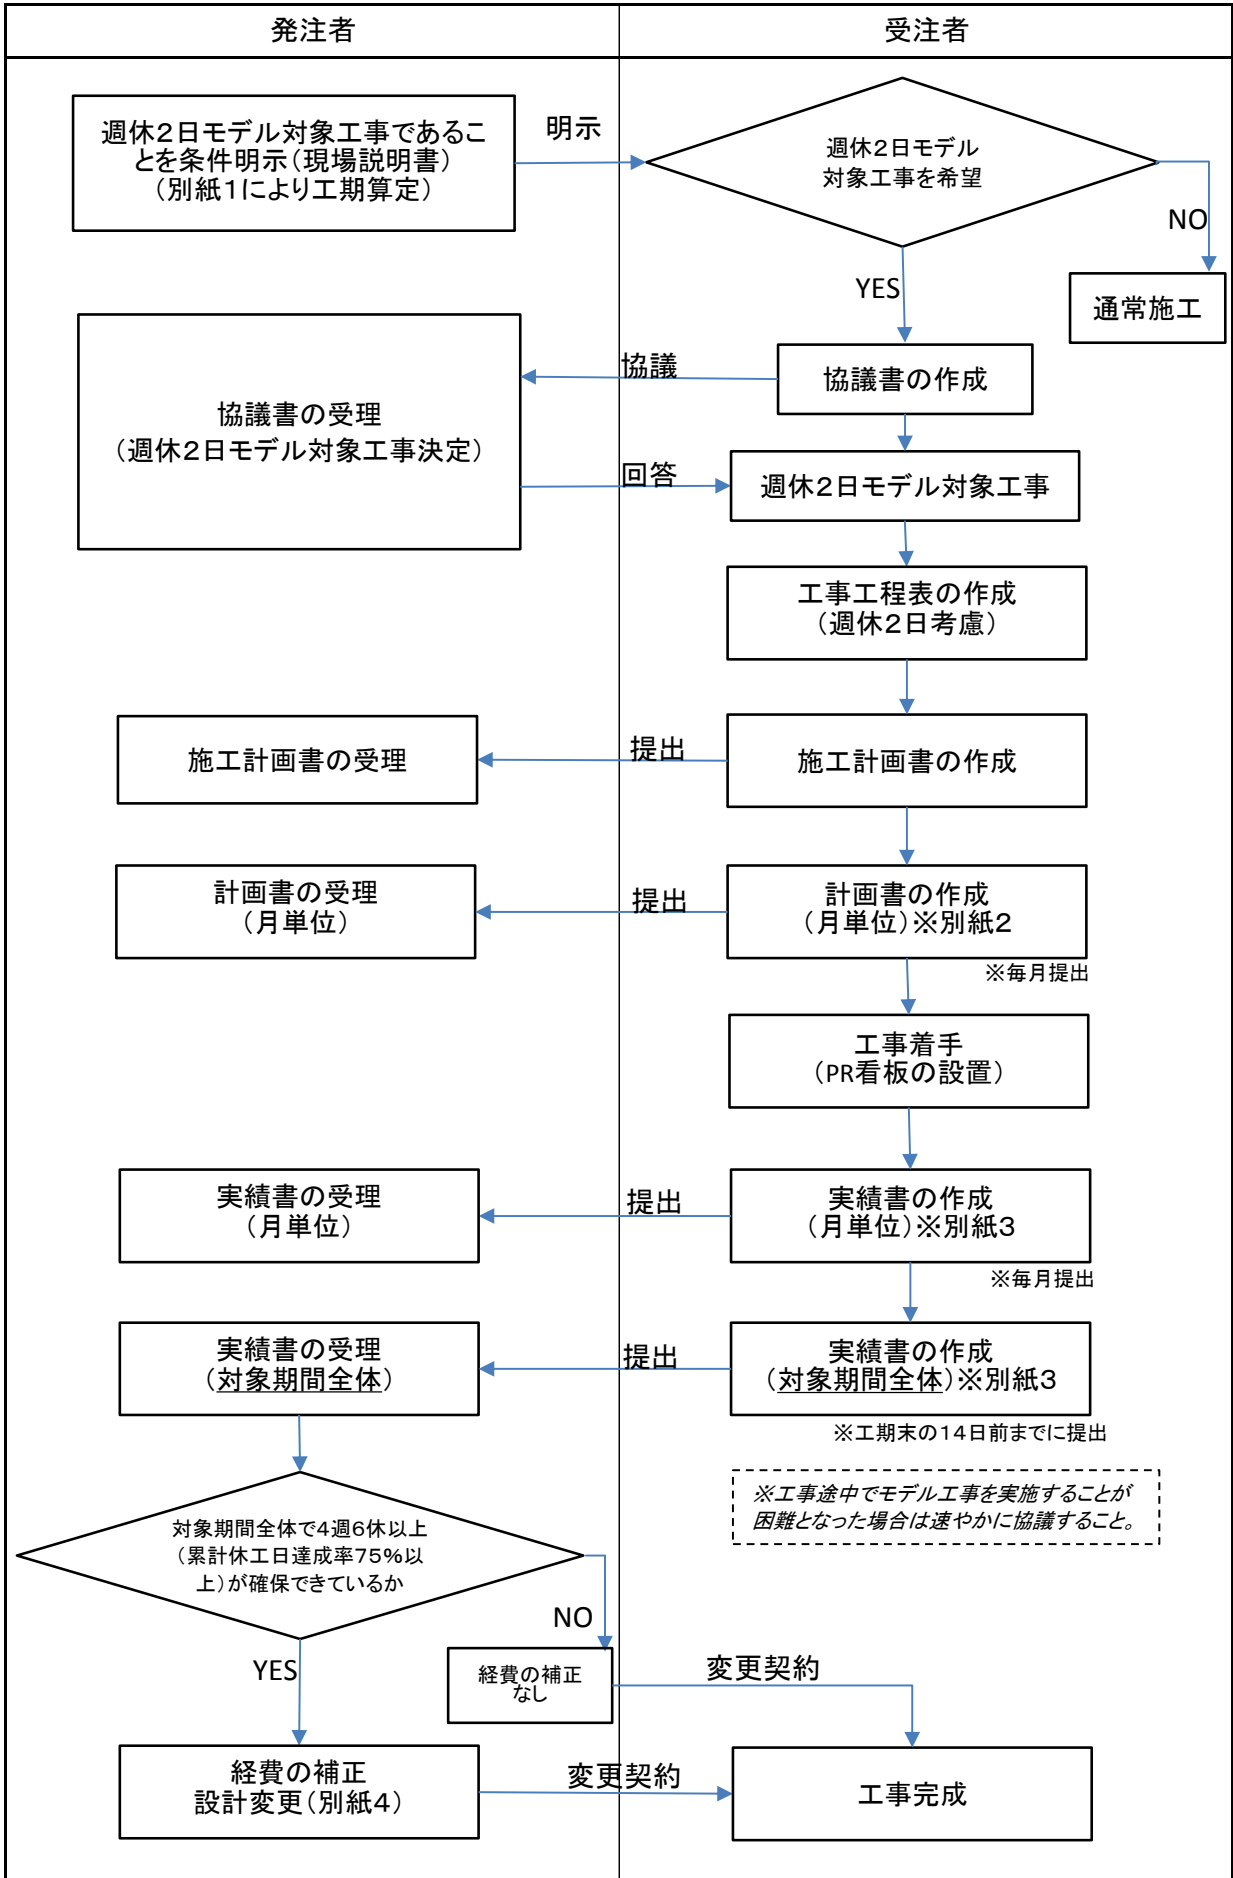 発注者
受注者
週休２日モデル対象工事であるこ
とを条件明示（現場説明書）
（別紙１により工期算定）
明示
週休２日モデル
対象工事を希望
NO
YES
通常施工
協議
協議書の作成
協議書の受理
（週休２日モデル対象工事決定）
回答
週休２日モデル対象工事
工事工程表の作成
（週休２日考慮）
施工計画書の受理
提出
施工計画書の作成
計画書の受理
（月単位）
提出
計画書の作成
（月単位）※別紙２
※毎月提出
工事着手
（PR看板の設置）
実績書の受理
（月単位）
提出
実績書の作成
（月単位）※別紙３
※毎月提出
実績書の受理
（対象期間全体）
提出
実績書の作成
（対象期間全体）※別紙３
※工期末の１４日前までに提出
※工事途中でモデル工事を実施することが
困難となった場合は速やかに協議すること。
対象期間全体で４週６休以上
（累計休工日達成率７５％以
上）が確保できているか
NO
YES
経費の補正
なし
変更契約
経費の補正
設計変更（別紙４）
変更契約
工事完成